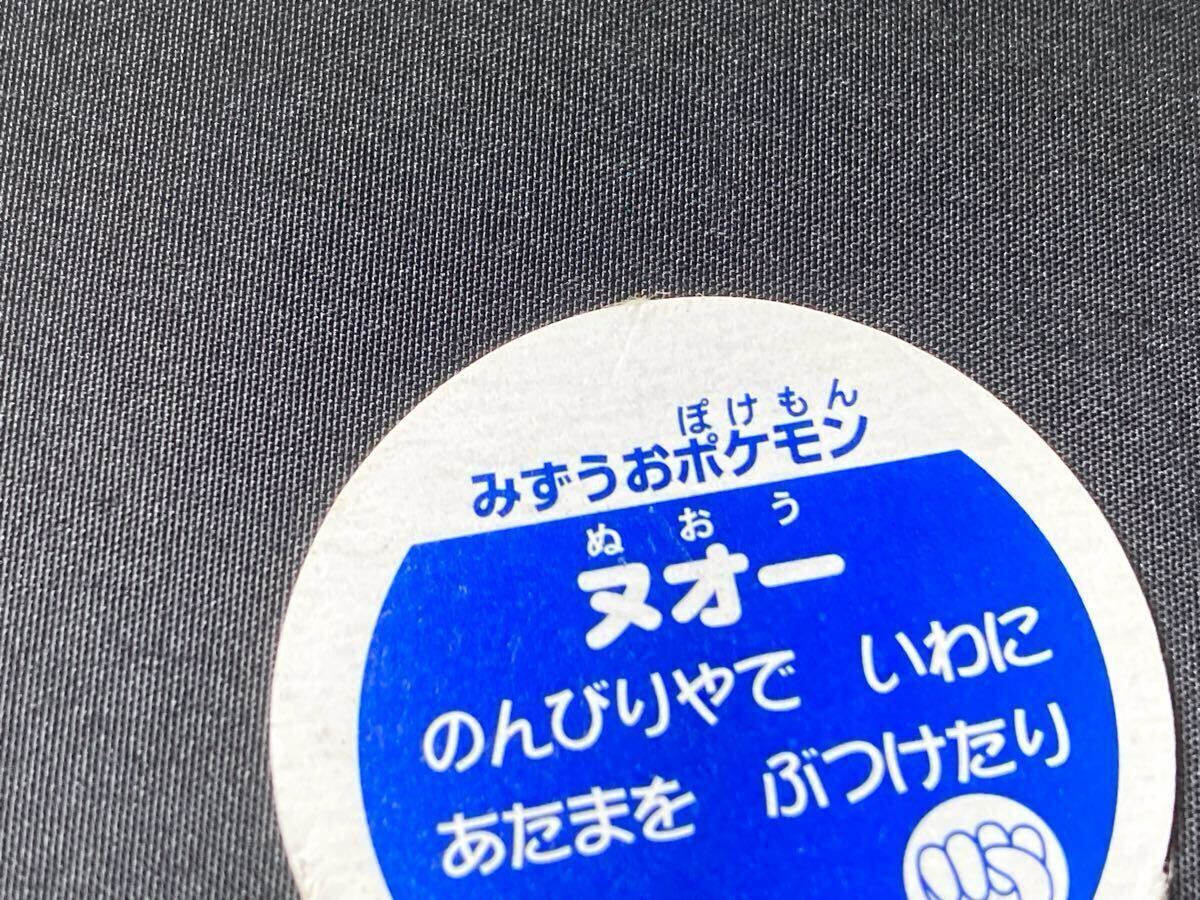 ぽけもん
みずうおポケモン
ぬおう
ヌオー
のんびりやで いわに
あたまを ぶつけたり